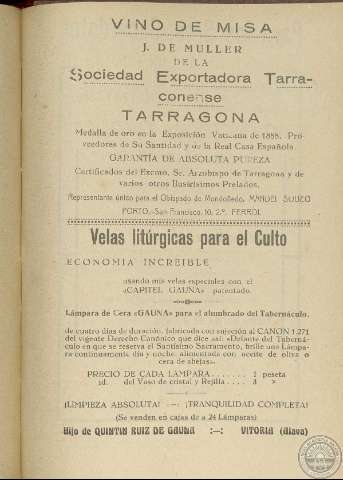 VINO DE MISA
J. DE MULLER
DE LA
Sociedad Exportadora Tarra-
conense
TARRAGONA
Medalla de oro en la Exposición Vaticana de 1888. Pro-
veedores de Su Santidad y de la Real Casa Española
GARANTÍA DE ABSOLUTA PUREZA
Certificados del Excmo. Sr. Arzobispo de Tarragona y de
varios otros Ilustrísimos Prelados.
Representante único para el Obispado de Mondoñedo, MANUEL SOUZO
PORTO.-San Francisco, 10, 2.º FERROL
Velas litúrgicas para el Culto
ECONOMIA INCREIBLE
usando mis velas especiales con el
«CAPITEL GAUNA» patentado.
Lámpara de Cera «GAUNA» para el alumbrado del Tabernáculo.
de cuatro días de duración, fabricada con sujeción al CANON 1.271
del vigente Derecho Canónico que dice así: «Delante del Taberná-
culo en que se reserva el Santísimo Sacramento, brille una Lámpa-
ra continuamente día y noche, alimentada con aceite de oliva o
cera de abejas».
PRECIO DE CADA LAMPARA . . . . . . . 1 peseta
id. del Vaso de cristal y Rejilla . . . . 3 »
¡LIMPIEZA ABSOLUTA! —:— ¡TRANQUILIDAD COMPLETA!
(Se venden en cajas de a 24 Lámparas)
Hijo de QUINTIN RUIZ DE GAUNA :—: VITORIA (Alava)